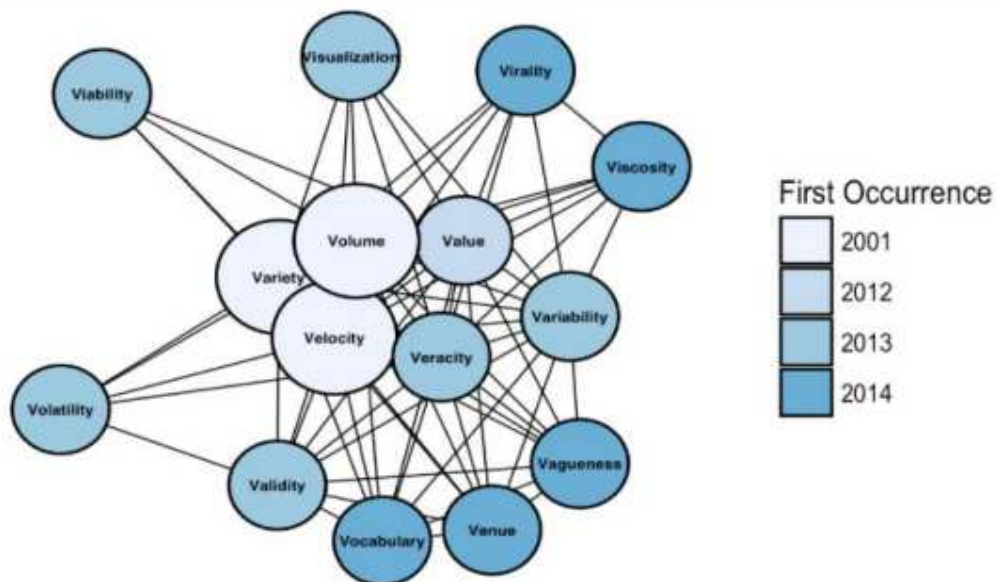 Visualization
Virality
Viability
Viscosity
First Occurrence
2001
2012
2013
2014
Volume
Value
Variety
Variability
Velocity
Veracity
Volatility
Vagueness
Validity
Venue
Vocabulary